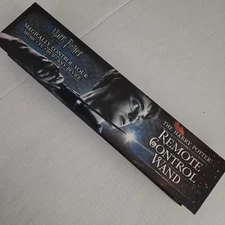 Harry Potter
MAGICALLY CONTROL YOUR
THE HARRY POTTER
REMOTE
CONTROL
WAND